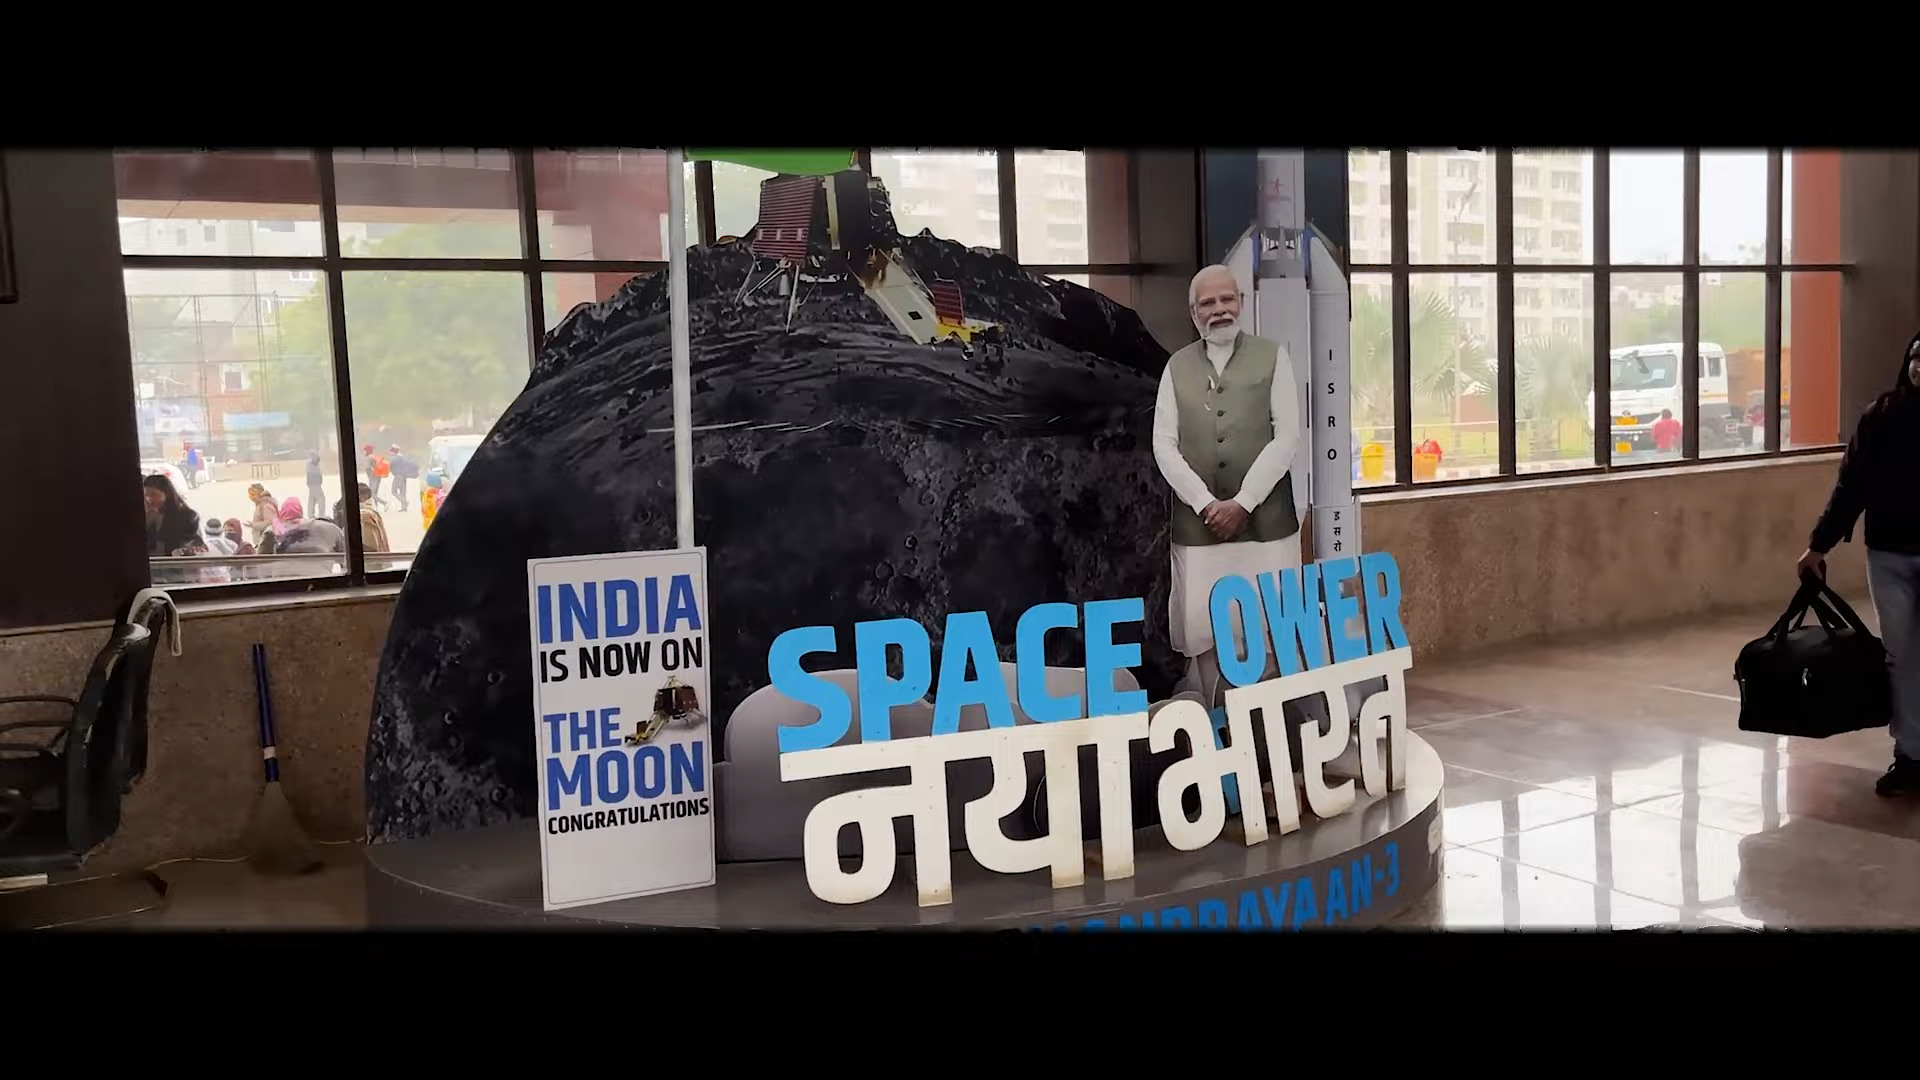 INDIA
IS NOW ON
THE
MOON
CONGRATULATIONS
SPACE OWER
नया भारत
ISRO
इसरो